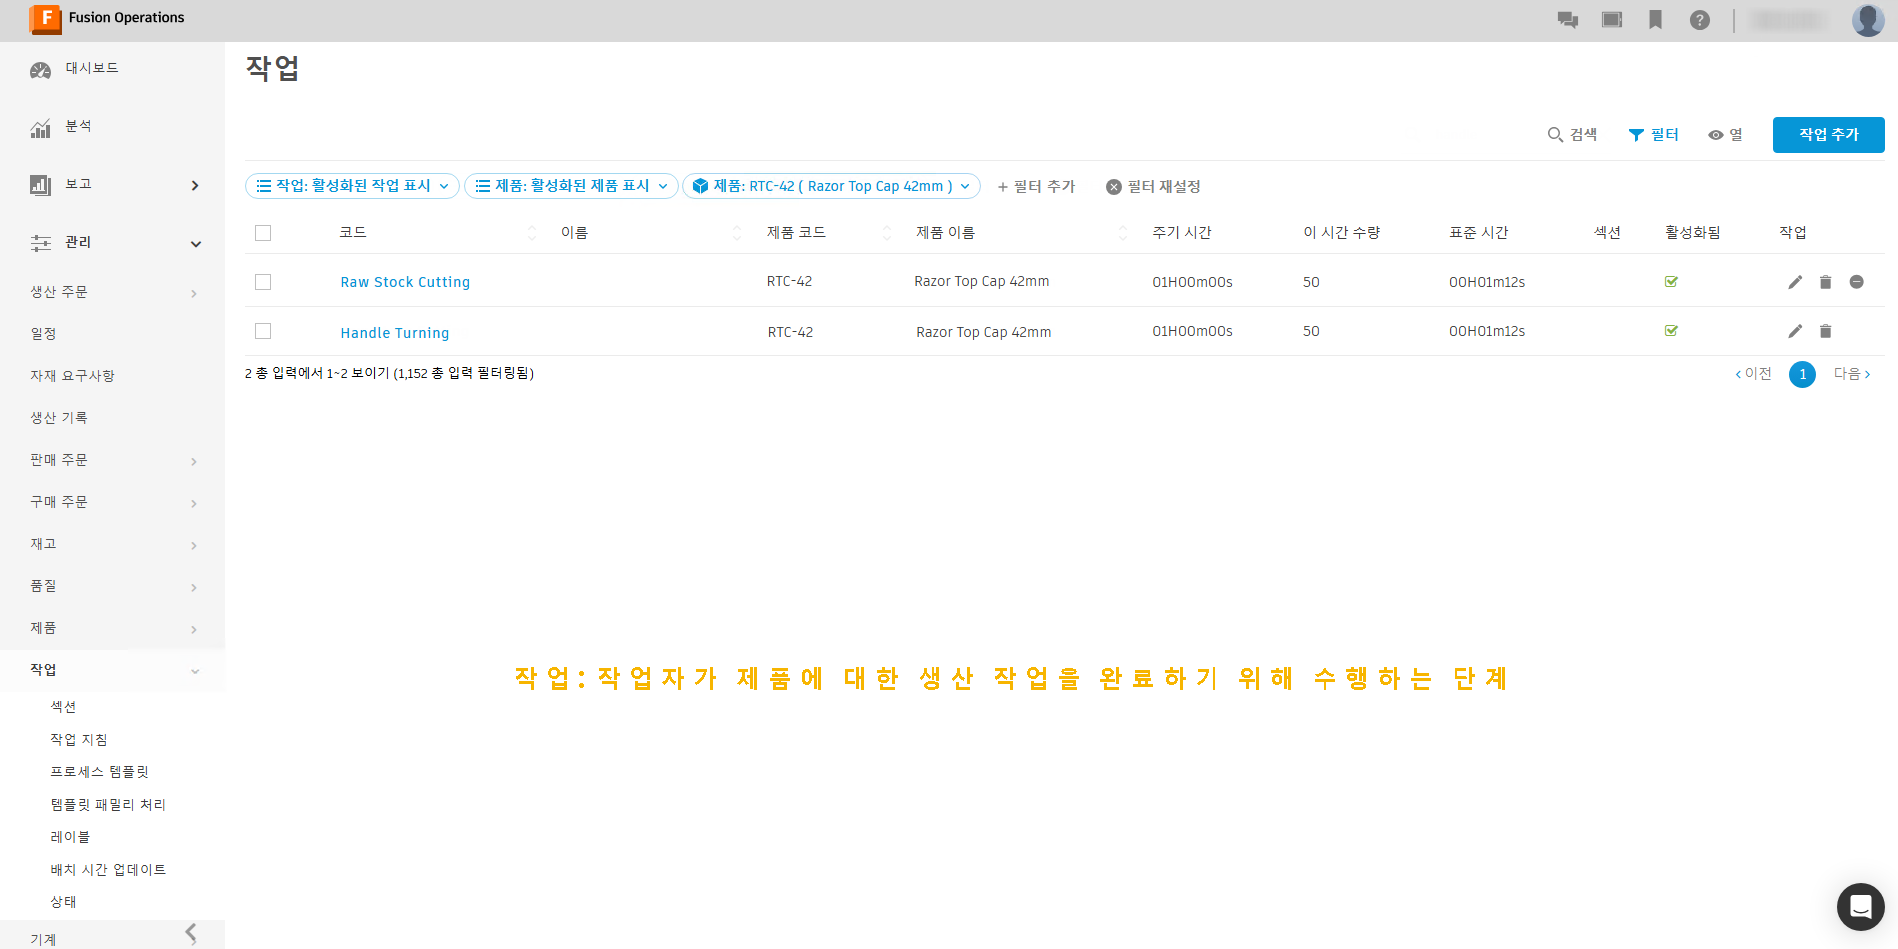 Fusion Operations
대시보드
분석
보고
관리
생산 주문
일정
자재 요구사항
생산 기록
판매 주문
구매 주문
재고
품질
제품
작업
섹션
작업 지침
프로세스 템플릿
템플릿 패밀리 처리
레이블
배치 시간 업데이트
상태
기계
작업
검색 필터 열 작업 추가
작업: 활성화된 작업 표시 제품: 활성화된 제품 표시 제품: RTC-42 ( Razor Top Cap 42mm ) + 필터 추가 필터 재설정
코드 이름 제품 코드 제품 이름 주기 시간 이 시간 수량 표준 시간 섹션 활성화됨 작업
Raw Stock Cutting RTC-42 Razor Top Cap 42mm 01H00m00s 50 00H01m12s
Handle Turning RTC-42 Razor Top Cap 42mm 01H00m00s 50 00H01m12s
2 총 입력에서 1~2 보이기 (1,152 총 입력 필터링됨) ‹ 이전 1 다음 ›
작업: 작업자가 제품에 대한 생산 작업을 완료하기 위해 수행하는 단계